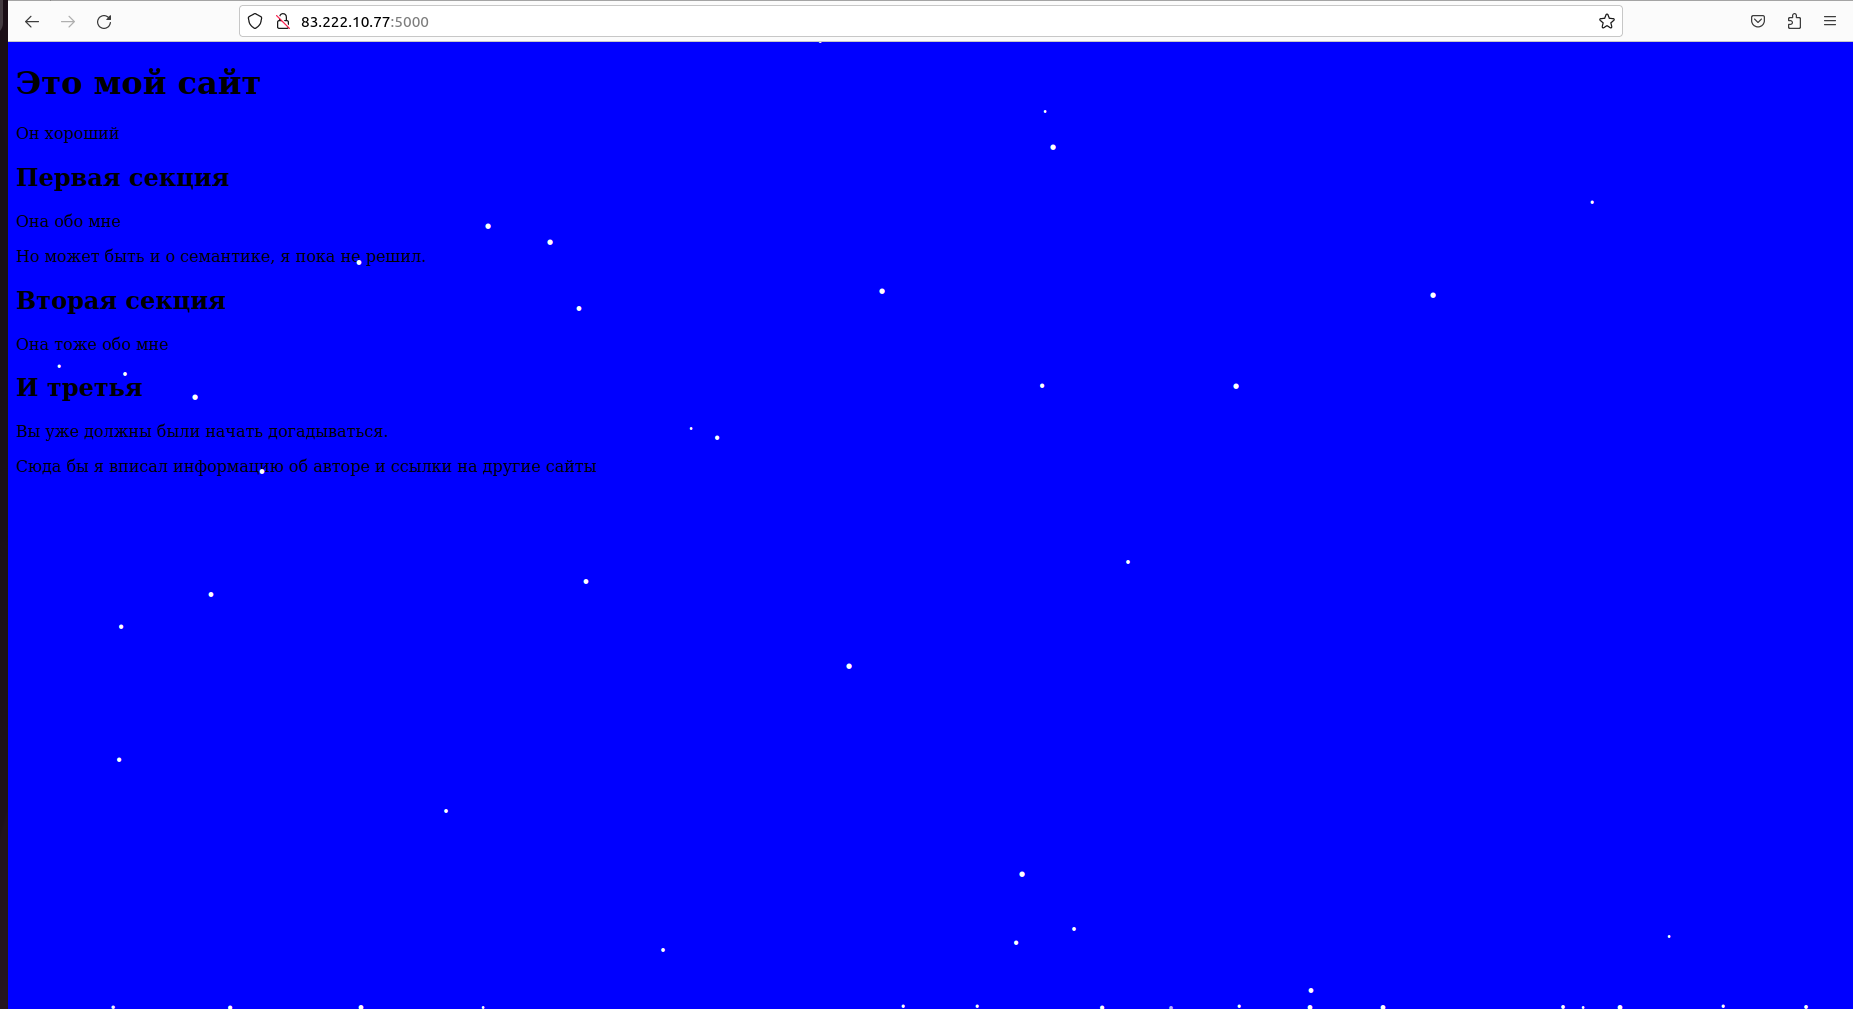 83.222.10.77:5000
Это мой сайт
Он хороший
Первая секция
Она обо мне
Но может быть и о семантике, я пока не решил.
Вторая секция
Она тоже обо мне
И третья
Вы уже должны были начать догадываться.
Сюда бы я вписал информацию об авторе и ссылки на другие сайты